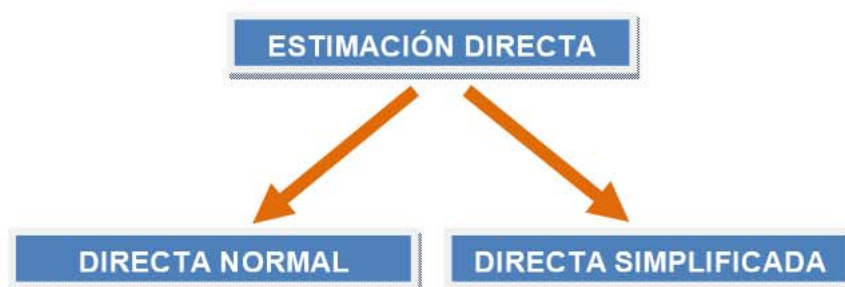 ESTIMACIÓN DIRECTA
DIRECTA NORMAL
DIRECTA SIMPLIFICADA